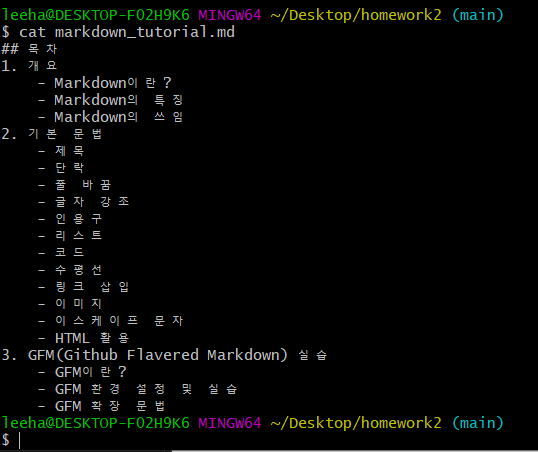 leeha@DESKTOP-FO2H9K6 MINGW64 ~/Desktop/homework2 (main)
$ cat markdown_tutorial.md
## 목차
1. 개요
    - Markdown이란?
    - Markdown의 특징
    - Markdown의 쓰임
2. 기본 문법
    - 제목
    - 단락
    - 줄 바꿈
    - 글자 강조
    - 인용구
    - 리스트
    - 코드
    - 수평선
    - 링크 삽입
    - 이미지
    - 이스케이프 문자
    - HTML 활용
3. GFM(Github Flavered Markdown) 실습
    - GFM이란?
    - GFM 환경 설정 및 실습
    - GFM 확장 문법
leeha@DESKTOP-FO2H9K6 MINGW64 ~/Desktop/homework2 (main)
$